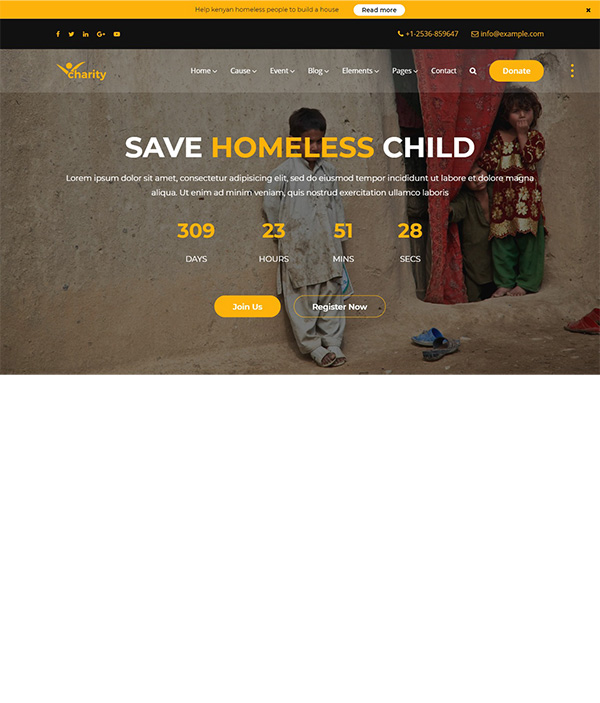 Help kenyan homeless people to build a house Read more
+1-2536-859647 info@example.com
charity Home Cause Event Blog Elements Pages Contact Donate
SAVE HOMELESS CHILD
Lorem ipsum dolor sit amet, consectetur adipisicing elit, sed do eiusmod tempor incididunt ut labore et dolore magna
aliqua. Ut enim ad minim veniam, quis nostrud exercitation ullamco laboris
309 23 51 28
DAYS HOURS MINS SECS
Join Us Register Now